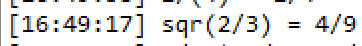 [16:49:17] sqr(2/3) = 4/9